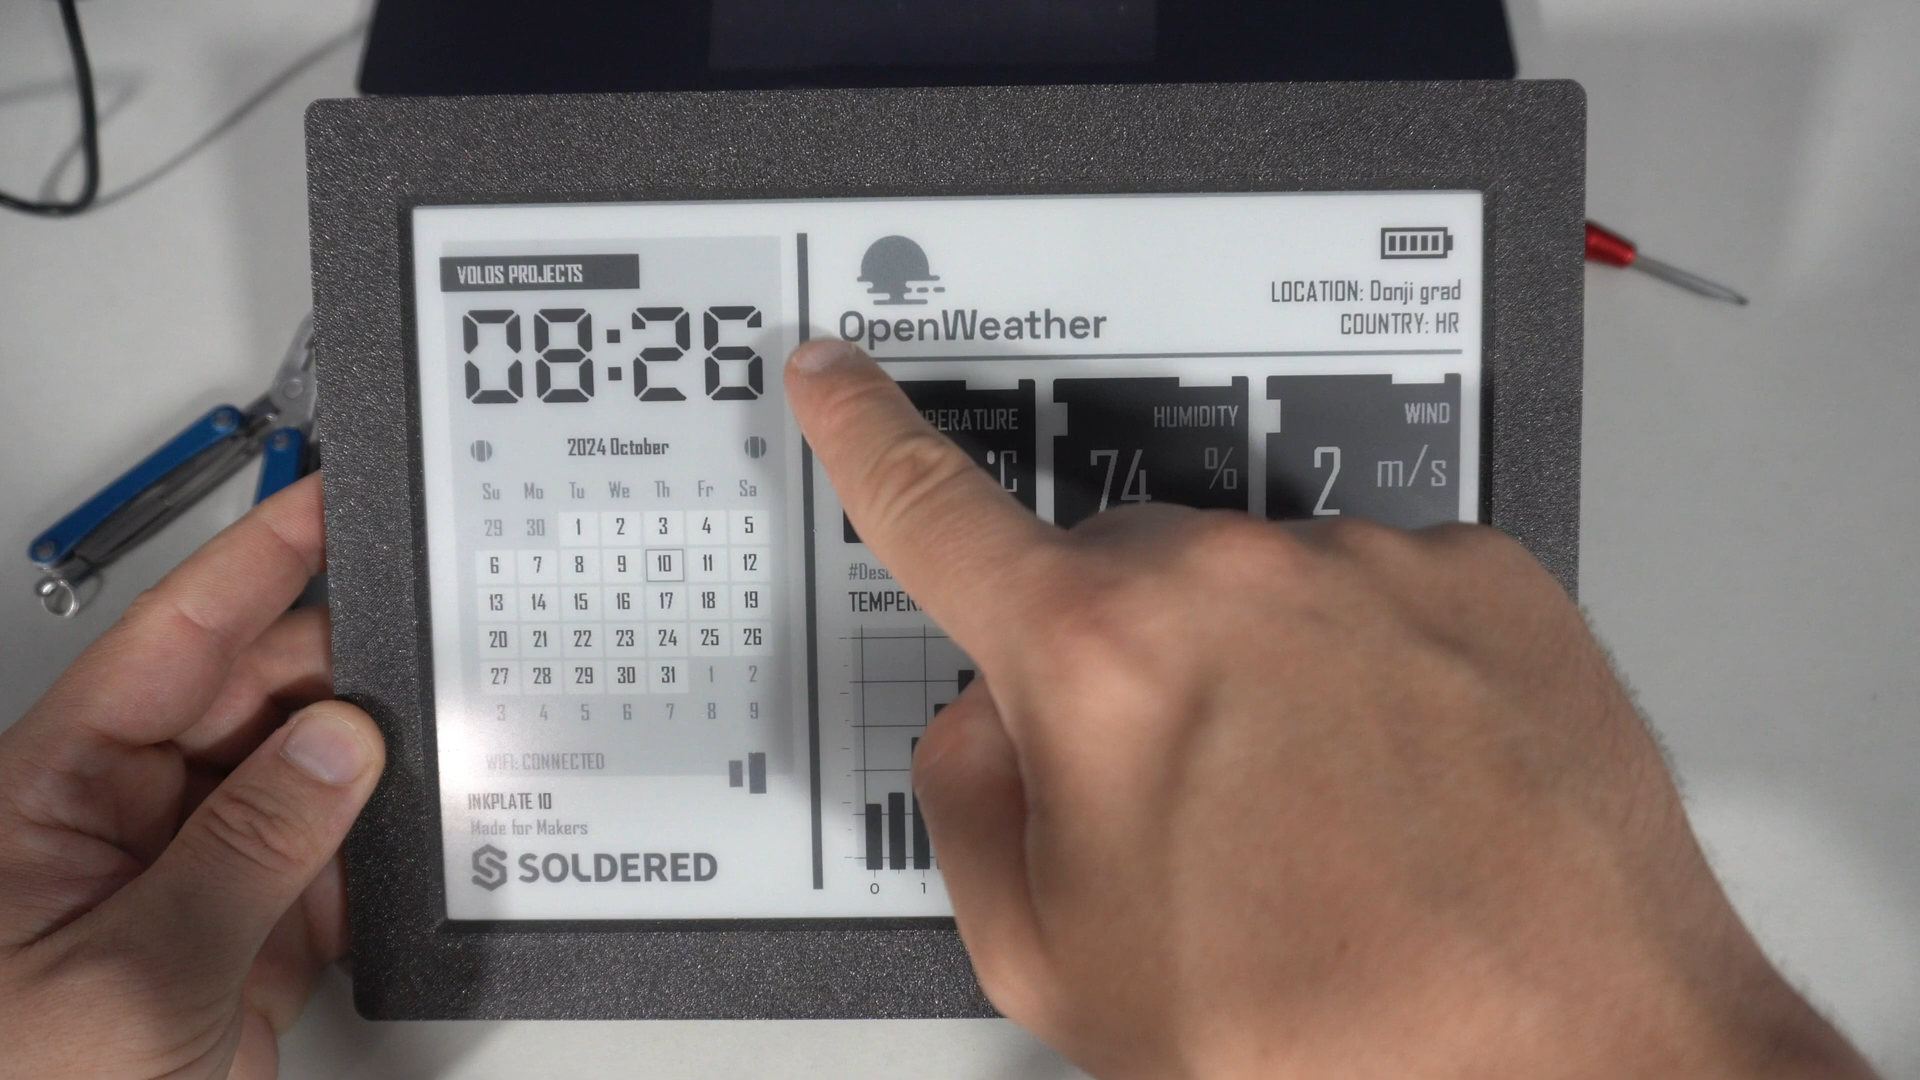 VOLOS PROJECTS
08:26
2024 October
Su Mo Tu We Th Fr Sa
29 30 1 2 3 4 5
6 7 8 9 10 11 12
13 14 15 16 17 18 19
20 21 22 23 24 25 26
27 28 29 30 31 1 2
3 4 5 6 7 8 9
WIFI: CONNECTED
INKPLATE 10
Made for Makers
SOLDERED
OpenWeather
LOCATION: Donji grad
COUNTRY: HR
PERATURE
°C
HUMIDITY
74 %
WIND
2 m/s
#Desc
TEMPER
0 1